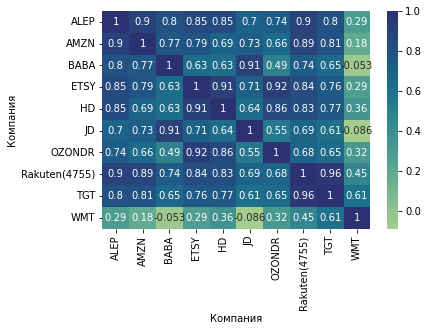 ALEP 1 0.9 0.8 0.85 0.85 0.7 0.74 0.9 0.8 0.29
AMZN 0.9 1 0.77 0.79 0.69 0.73 0.66 0.89 0.81 0.18
BABA 0.8 0.77 1 0.63 0.63 0.91 0.49 0.74 0.65 -0.053
ETSY 0.85 0.79 0.63 1 0.91 0.71 0.92 0.84 0.76 0.29
HD 0.85 0.69 0.63 0.91 1 0.64 0.86 0.83 0.77 0.36
JD 0.7 0.73 0.91 0.71 0.64 1 0.55 0.69 0.61 -0.086
OZONDR 0.74 0.66 0.49 0.92 0.86 0.55 1 0.68 0.65 0.32
Rakuten(4755) 0.9 0.89 0.74 0.84 0.83 0.69 0.68 1 0.96 0.45
TGT 0.8 0.81 0.65 0.76 0.77 0.61 0.65 0.96 1 0.61
WMT 0.29 0.18 -0.053 0.29 0.36 -0.086 0.32 0.45 0.61 1
Компания
ALEP
AMZN
BABA
ETSY
HD
JD
OZONDR
Rakuten(4755)
TGT
WMT
Компания
1.0
0.8
0.6
0.4
0.2
0.0